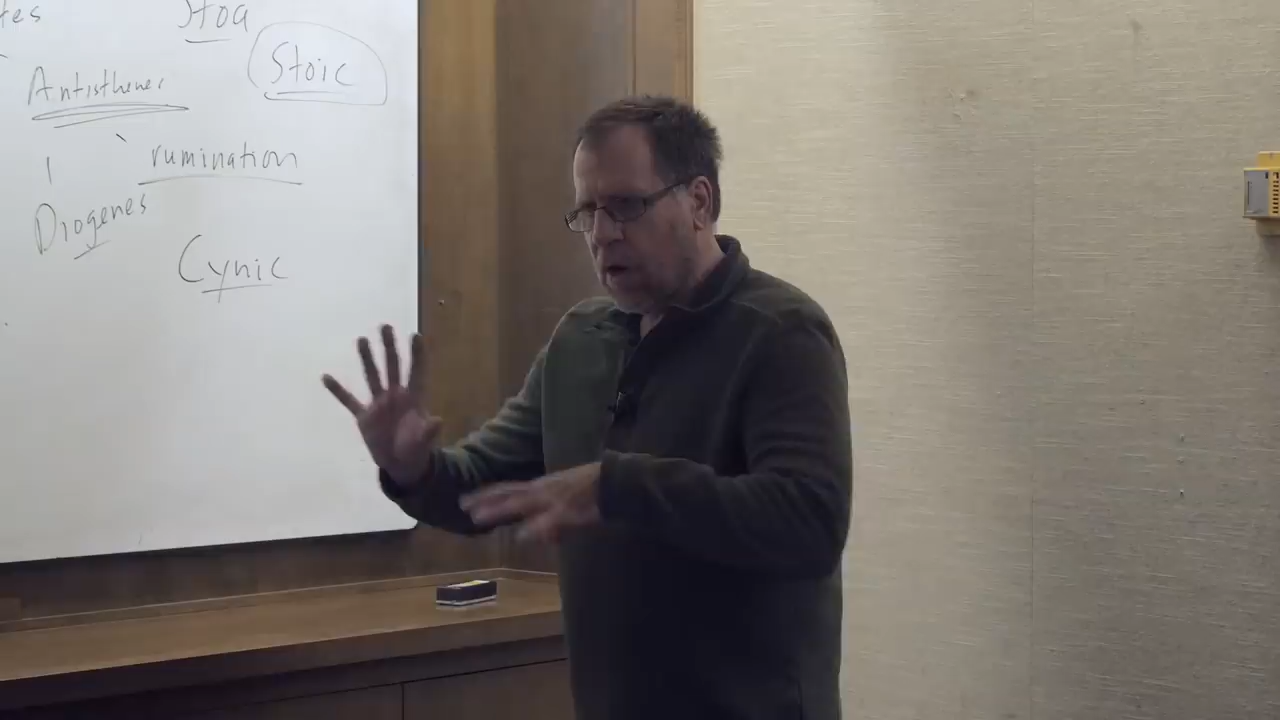 tes
Stoa
Stoic
Antisthenes
rumination
Diogenes
Cynic